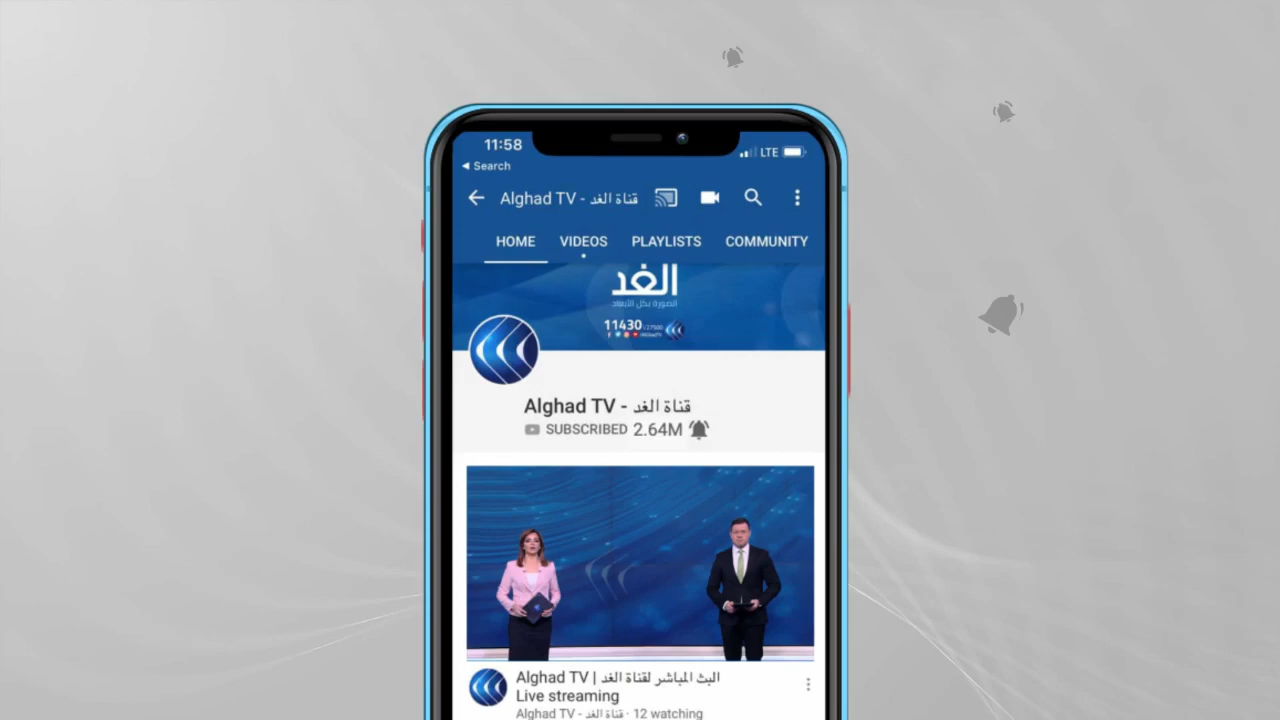 11:58
LTE
Search
Alghad TV - قناة الغد
HOME VIDEOS PLAYLISTS COMMUNITY
الغد
الصورة بكل الأبعاد
11430 | 27500
Alghad TV - قناة الغد
SUBSCRIBED 2.64M
Alghad TV | البث المباشر لقناة الغد
Live streaming
Alghad TV - قناة الغد · 12 watching